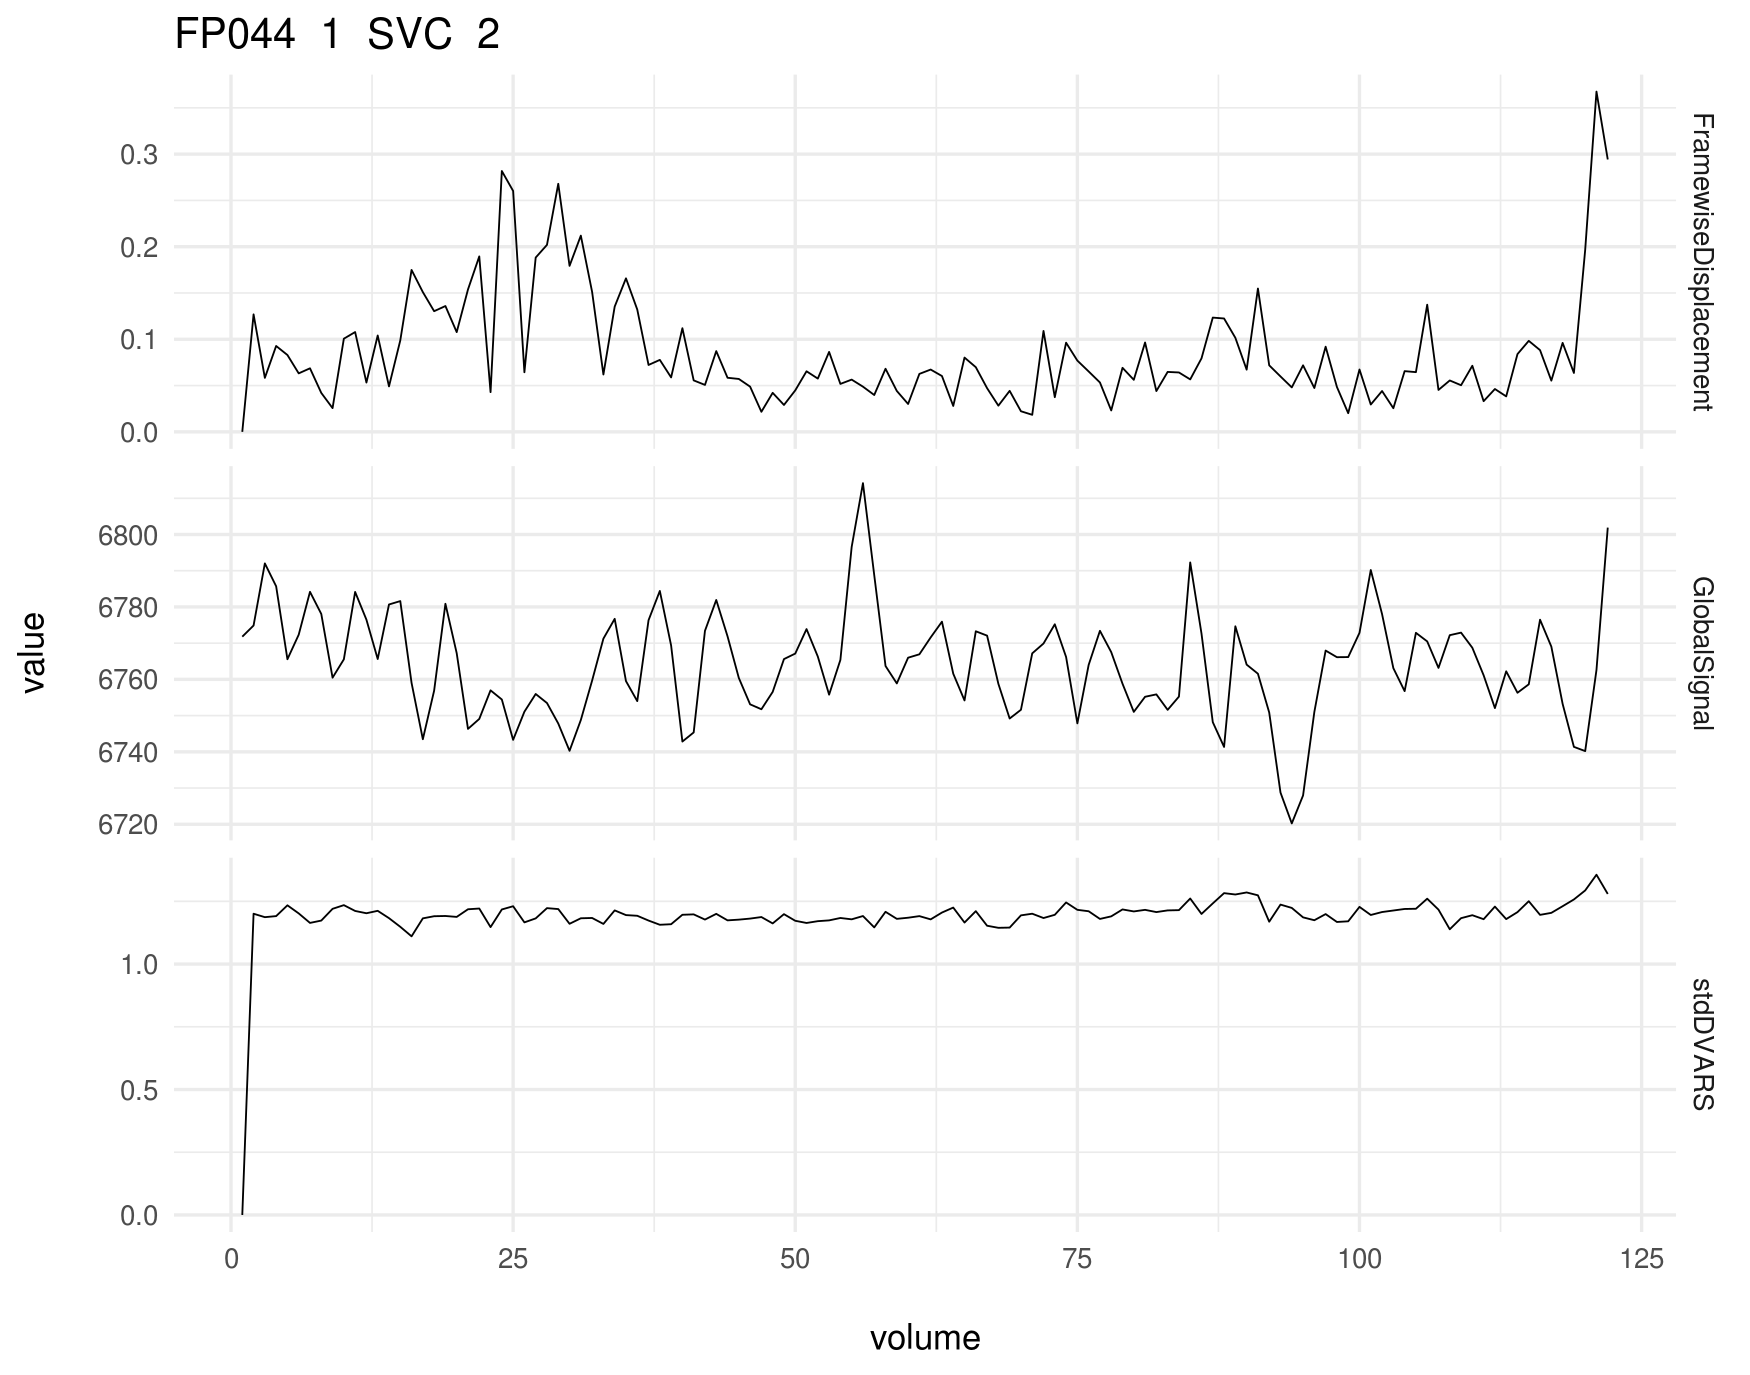 FP044  1  SVC  2
0.3
0.2
0.1
0.0
FramewiseDisplacement
6800
6780
6760
6740
6720
GlobalSignal
value
1.0
0.5
0.0
stdDVARS
0 25 50 75 100 125
volume